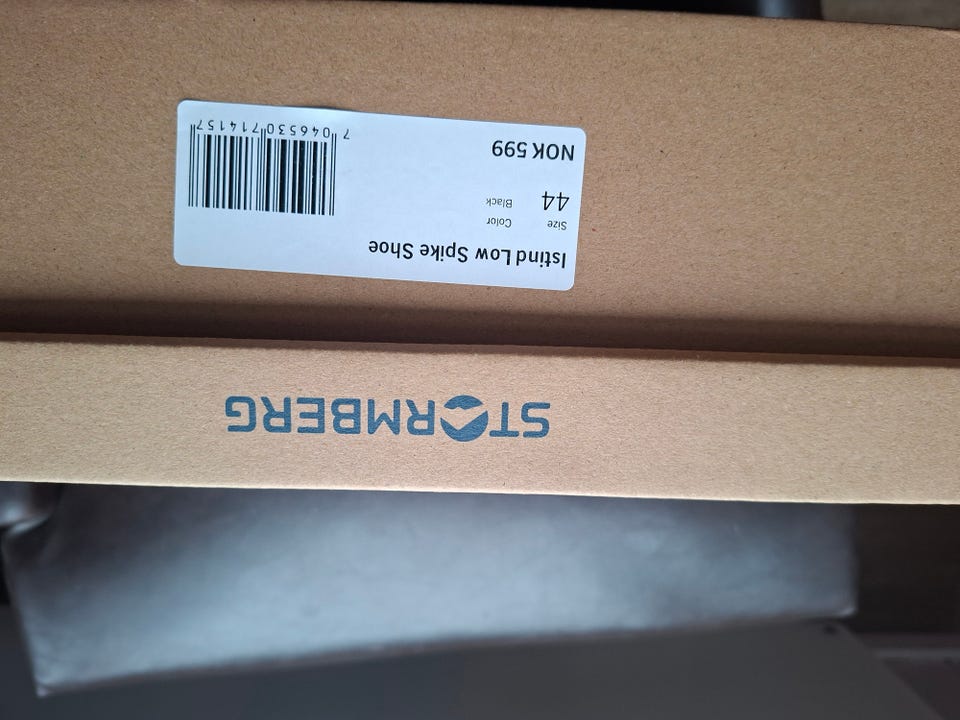 STORMBERG
Istind Low Spike Shoe
Size Color
44 Black
NOK 599
7 046530 714157